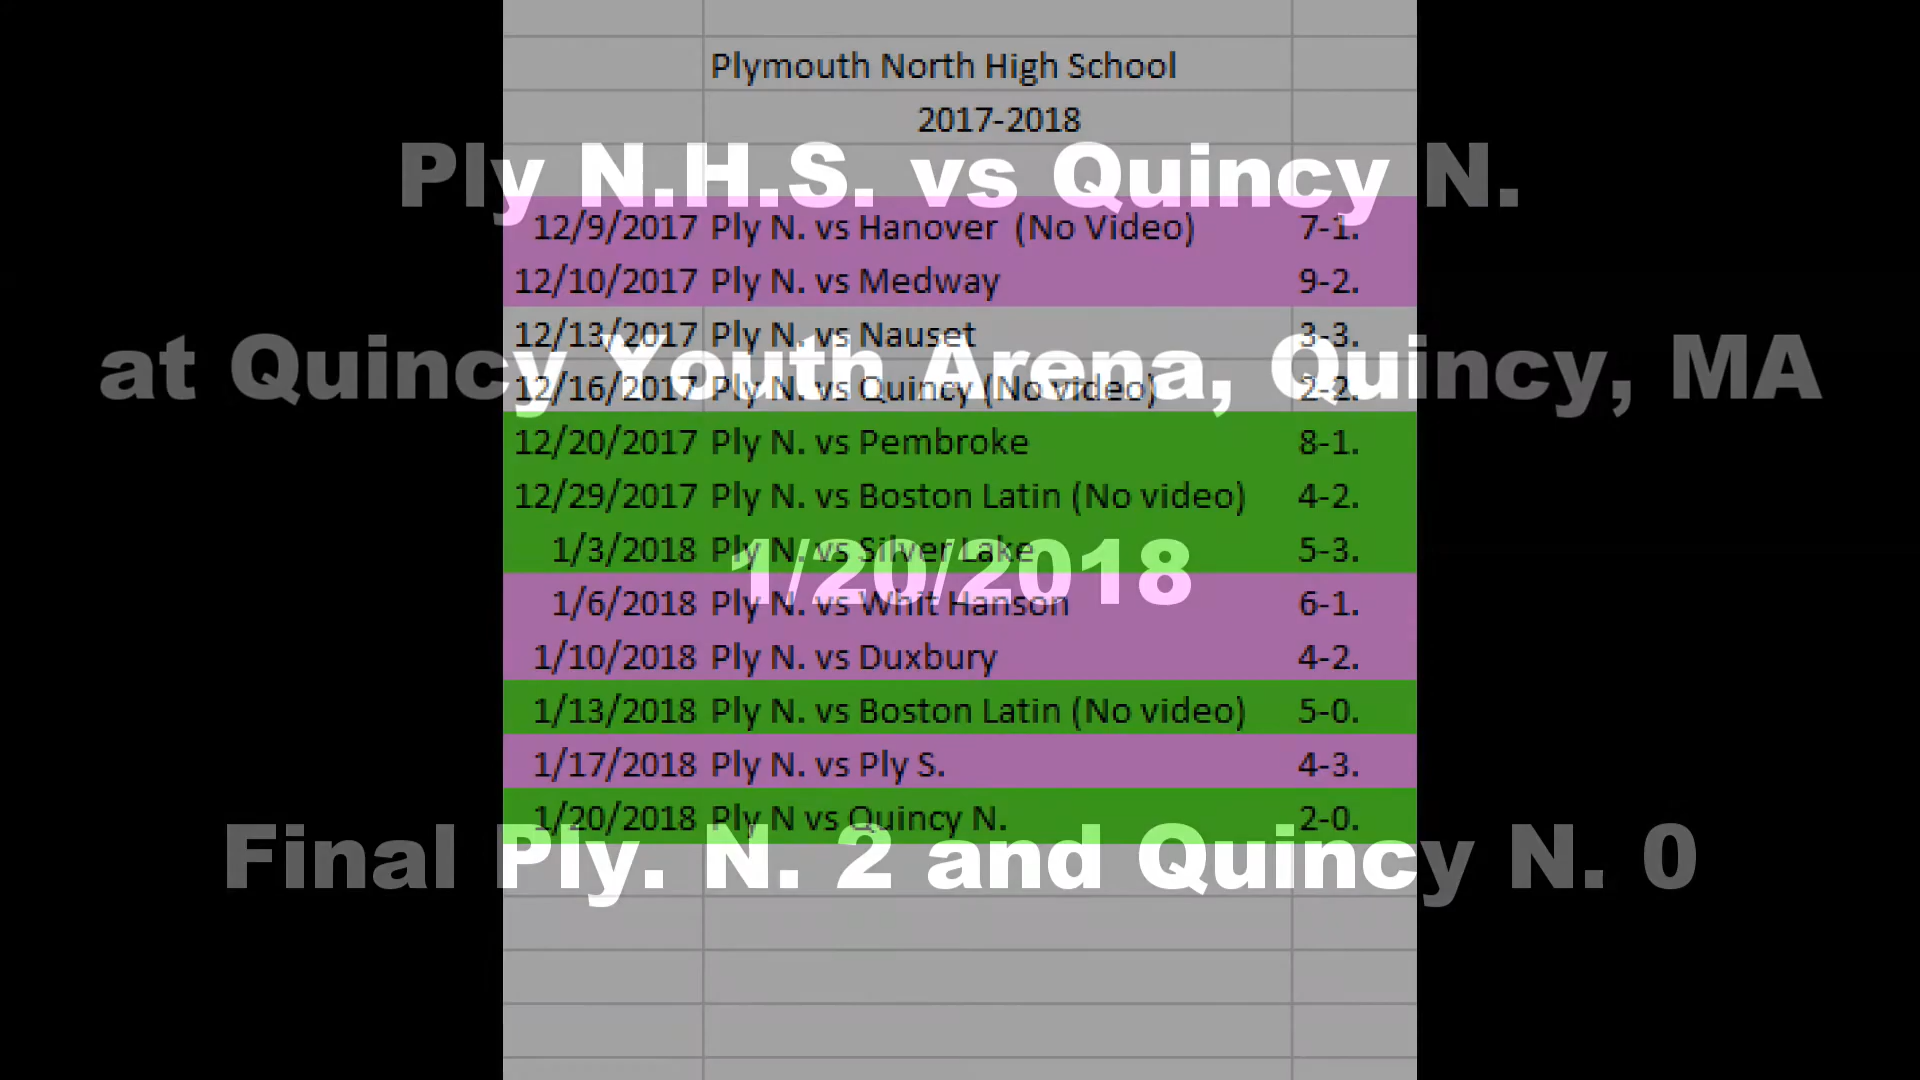 Plymouth North High School
2017-2018
Ply N.H.S. vs Quincy N.
12/9/2017 Ply N. vs Hanover (No Video) 7-1.
12/10/2017 Ply N. vs Medway 9-2.
12/13/2017 Ply N. vs Nauset 3-3.
at Quincy Youth Arena, Quincy, MA
12/16/2017 Ply N. vs Quincy (No video) 2-2.
12/20/2017 Ply N. vs Pembroke 8-1.
12/29/2017 Ply N. vs Boston Latin (No video) 4-2.
1/3/2018 Ply N. vs Silver Lake 5-3.
1/20/2018
1/6/2018 Ply N. vs Whit Hanson 6-1.
1/10/2018 Ply N. vs Duxbury 4-2.
1/13/2018 Ply N. vs Boston Latin (No video) 5-0.
1/17/2018 Ply N. vs Ply S. 4-3.
1/20/2018 Ply N vs Quincy N. 2-0.
Final Ply. N. 2 and Quincy N. 0